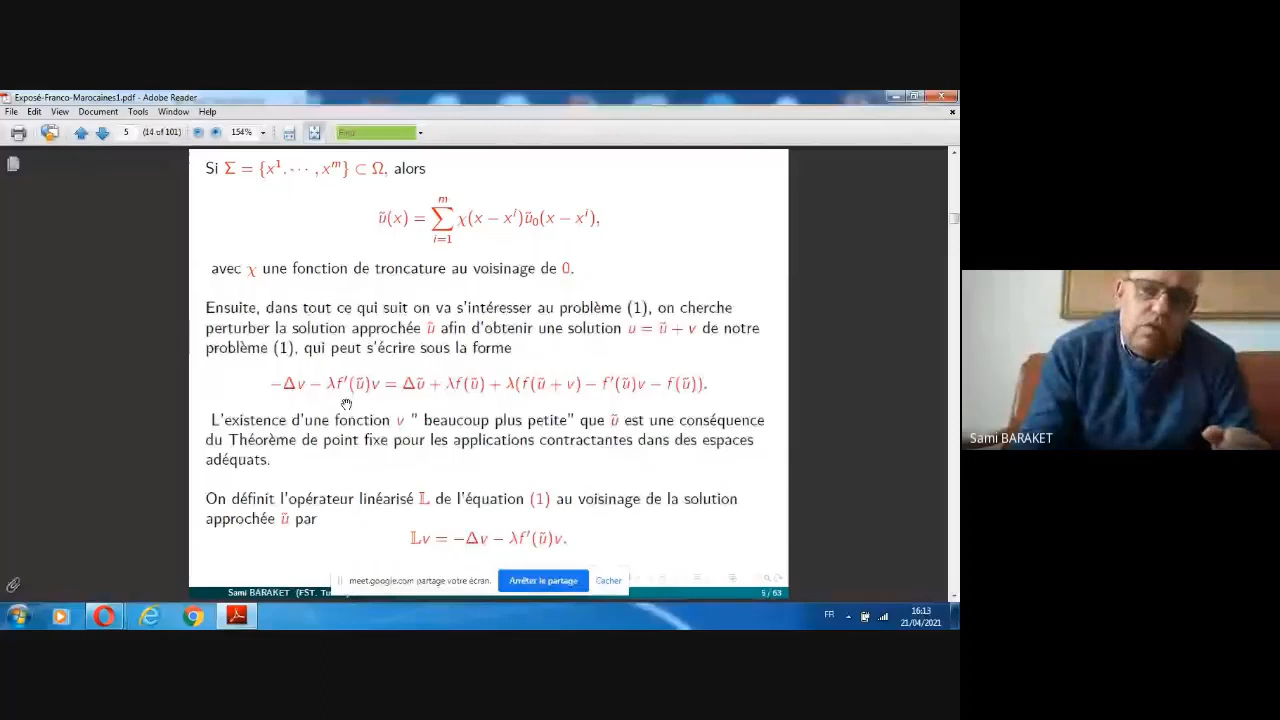 Exposé-Franco-Marocaines1.pdf - Adobe Reader
File Edit View Document Tools Window Help
5 (14 of 101) 154% Find
Si Σ = {x¹. ··· , xᵐ} ⊂ Ω, alors
m
ũ(x) = ∑ χ(x − xⁱ)ũ₀(x − xⁱ),
i=1
avec χ une fonction de troncature au voisinage de 0.
Ensuite, dans tout ce qui suit on va s'intéresser au problème (1), on cherche
perturber la solution approchée ũ afin d'obtenir une solution u = ũ + v de notre
problème (1), qui peut s'écrire sous la forme
−Δv − λf′(ũ)v = Δũ + λf(ũ) + λ(f(ũ + v) − f′(ũ)v − f(ũ)).
L'existence d'une fonction v " beaucoup plus petite" que ũ est une conséquence
du Théorème de point fixe pour les applications contractantes dans des espaces
adéquats.
On définit l'opérateur linéarisé 𝕃 de l'équation (1) au voisinage de la solution
approchée ũ par
𝕃v = −Δv − λf′(ũ)v.
meet.google.com partage votre écran. Arrêter le partage Cacher
Sami BARAKET (FST. Tu 5 / 63
FR 16:13
21/04/2021
Sami BARAKET